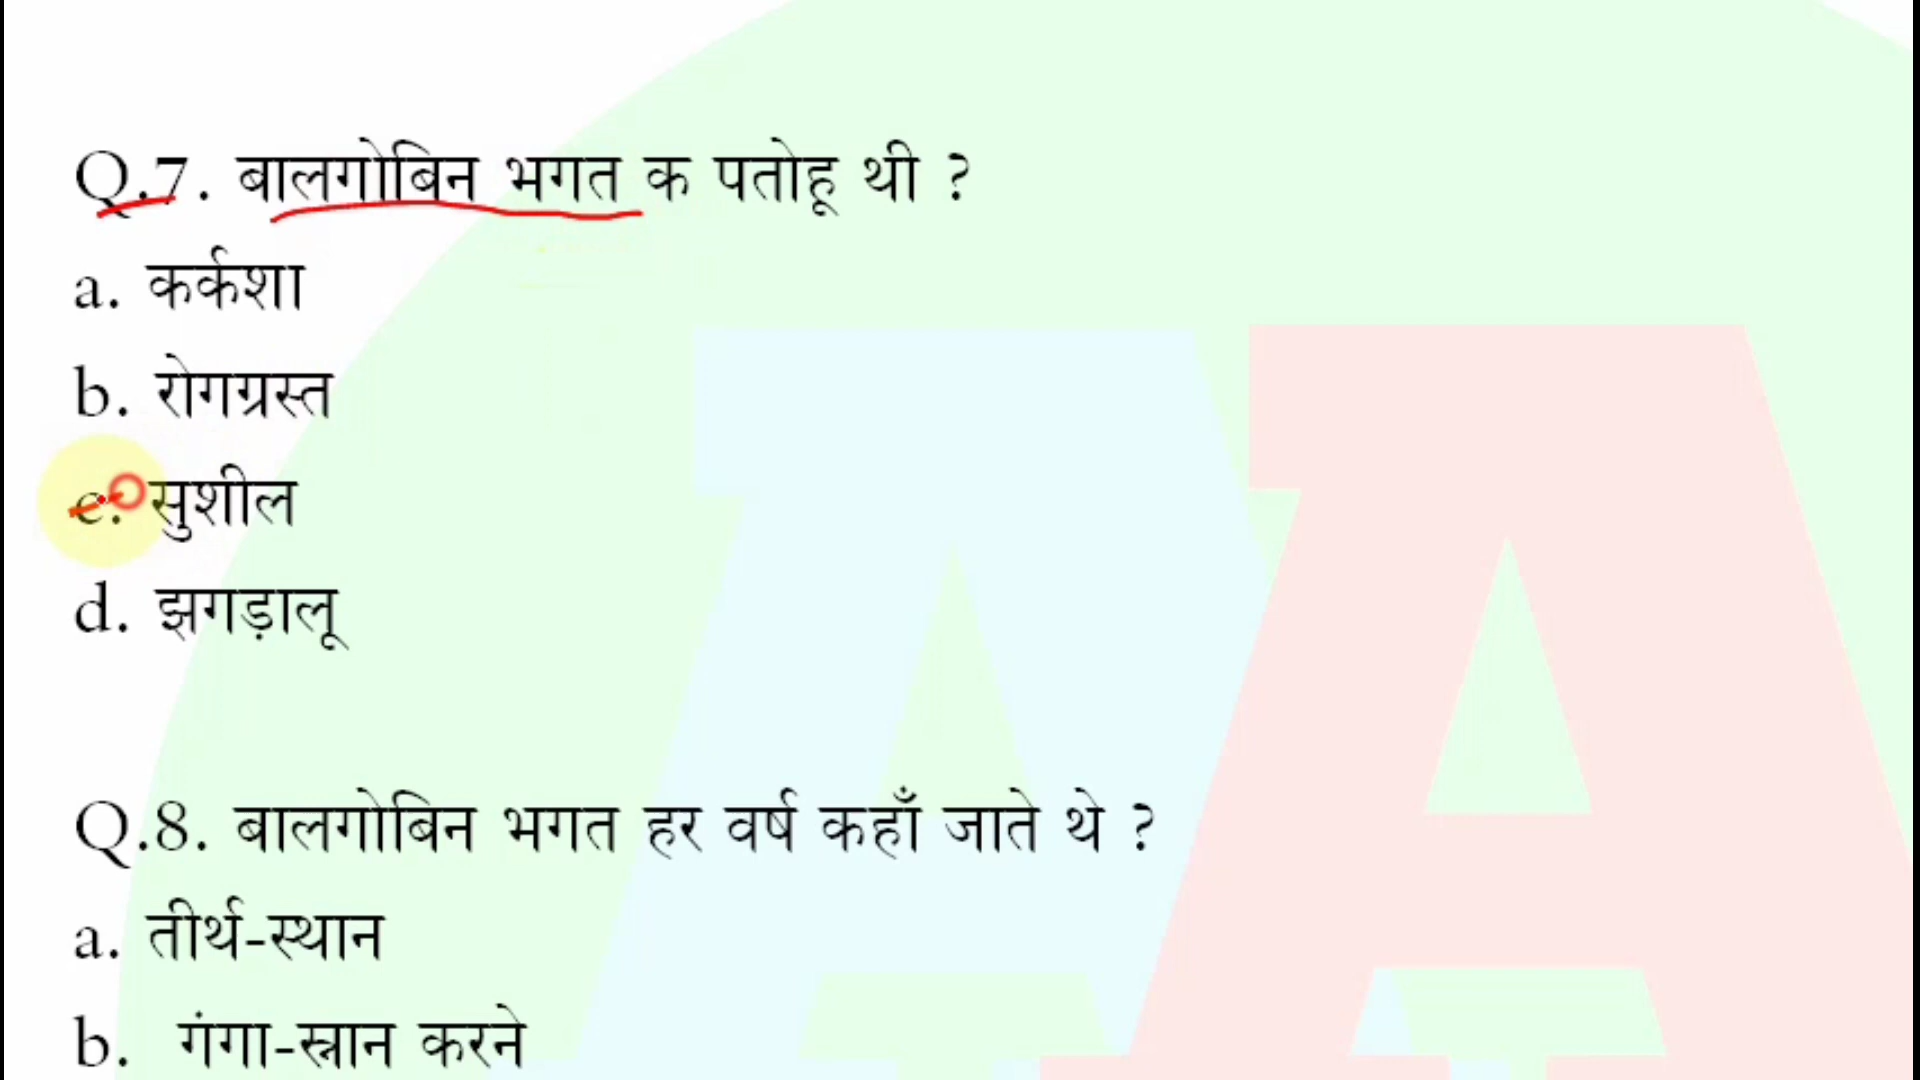 Q.7. बालगोबिन भगत क पतोहू थी ?
a. कर्कशा
b. रोगग्रस्त
c. सुशील
d. झगड़ालू
Q.8. बालगोबिन भगत हर वर्ष कहाँ जाते थे ?
a. तीर्थ-स्थान
b. गंगा-स्नान करने